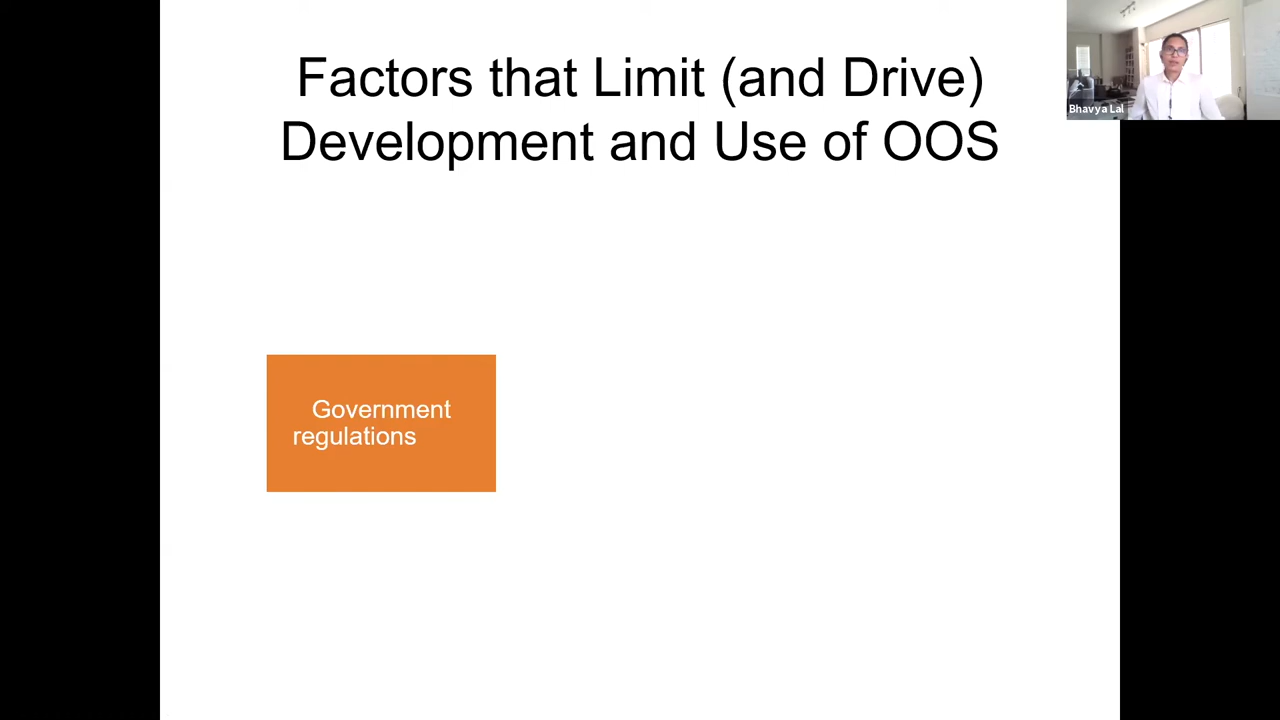 Factors that Limit (and Drive)
Development and Use of OOS
Bhavya Lal
Government
regulations